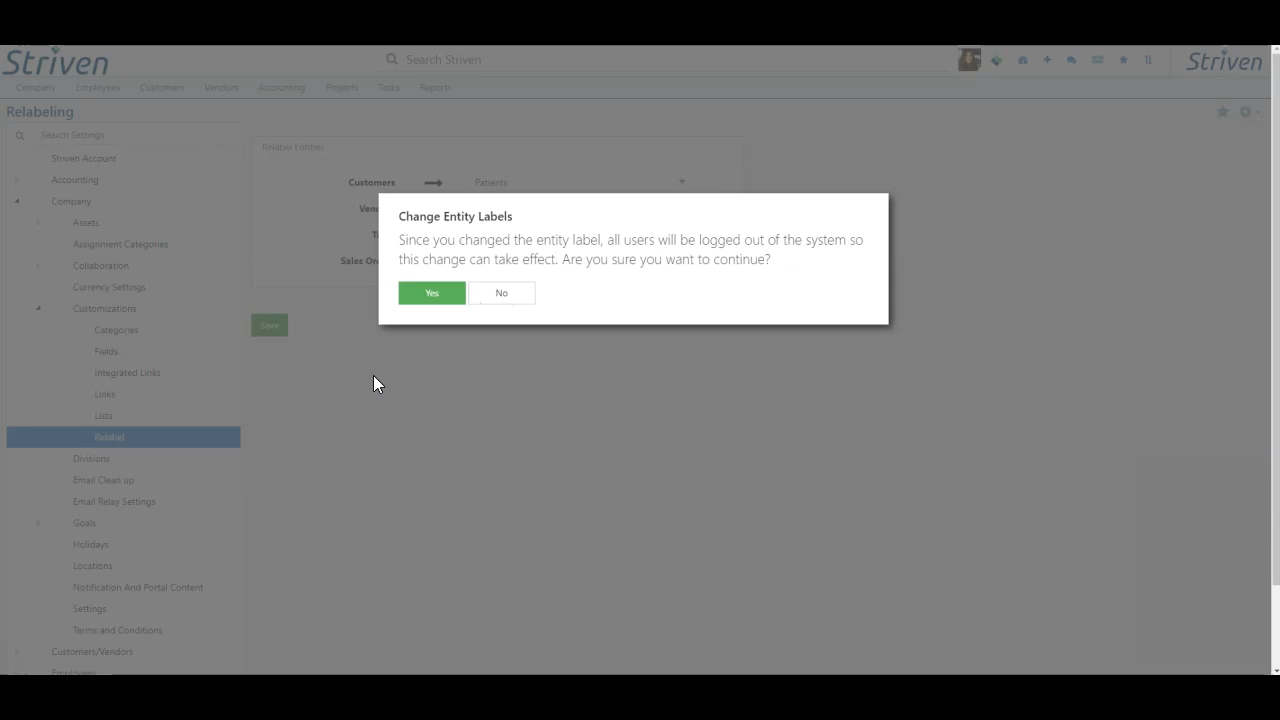 Striven
Search Striven
Striven
Company Employees Customers Vendors Accounting Projects Tasks Reports
Relabeling
Search Settings
Striven Account
Accounting
Company
Assets
Assignment Categories
Collaboration
Currency Settings
Customizations
Categories
Fields
Integrated Links
Links
Lists
Relabel
Divisions
Email Clean up
Email Relay Settings
Goals
Holidays
Locations
Notification And Portal Content
Settings
Terms and Conditions
Customers/Vendors
Employees
Relabel Entities
Customers Patients
Sales
Save
Change Entity Labels
Since you changed the entity label, all users will be logged out of the system so
this change can take effect. Are you sure you want to continue?
Yes No